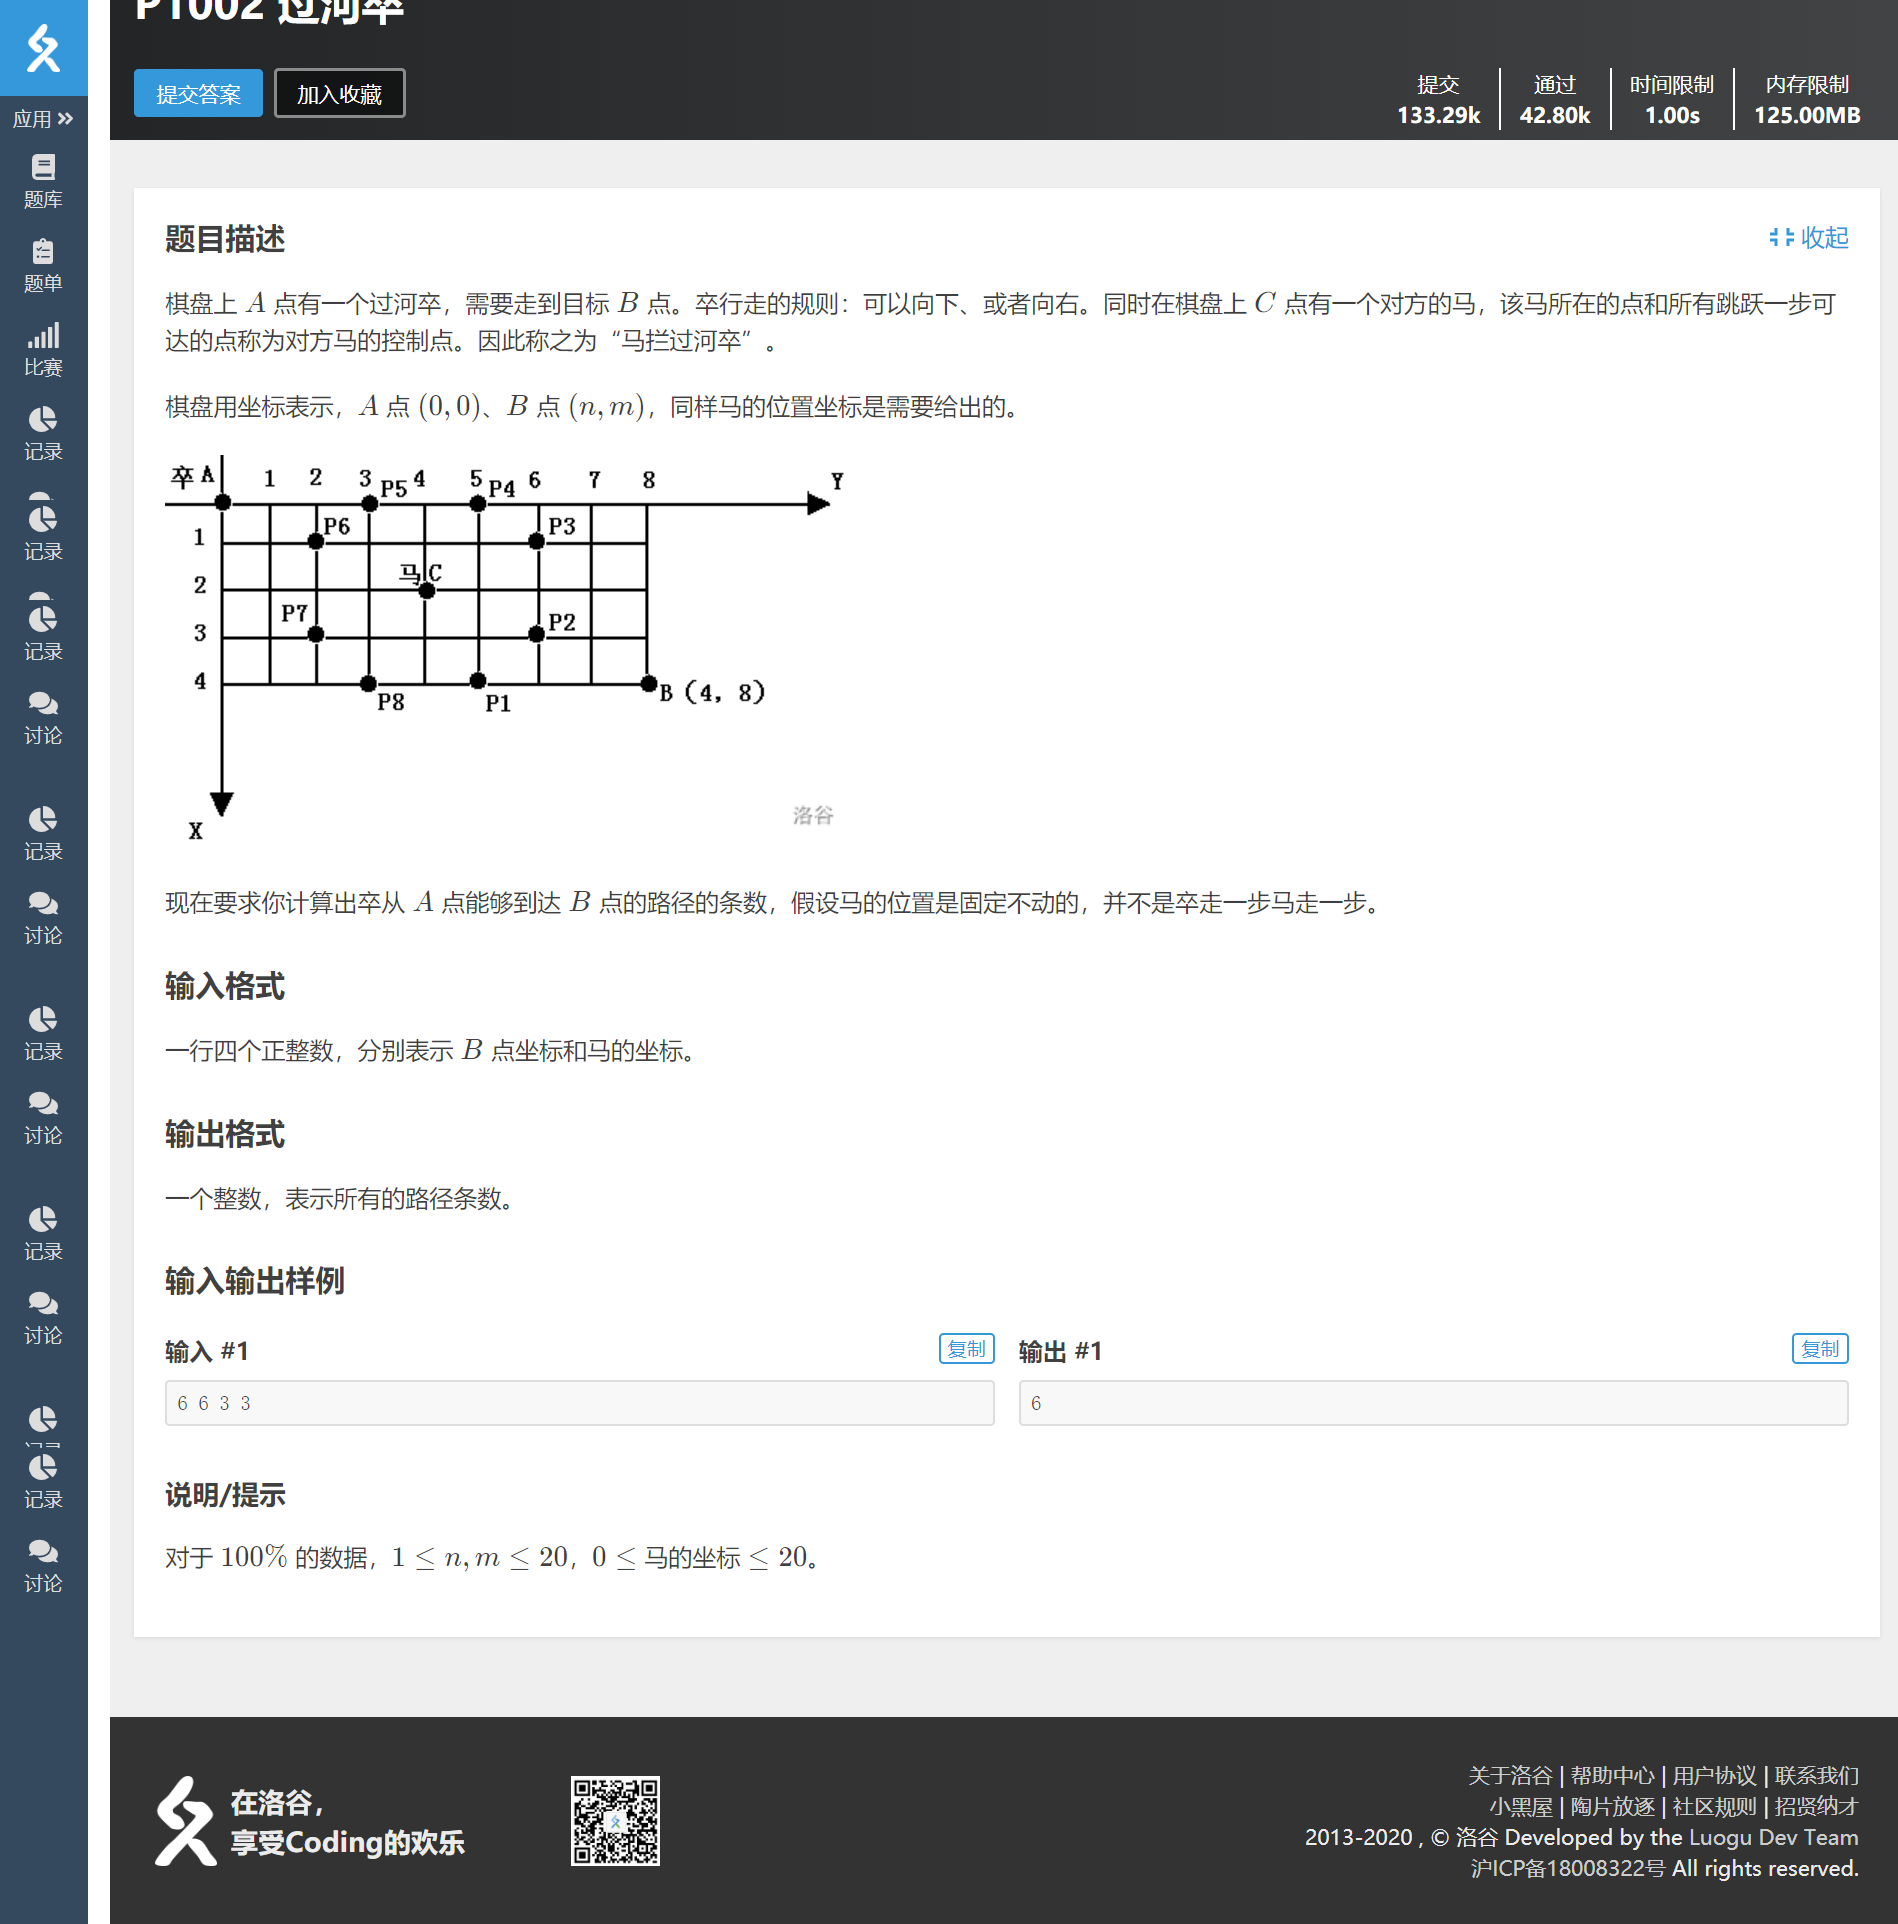 P1002 过河卒
提交答案
加入收藏
提交
133.29k
通过
42.80k
时间限制
1.00s
内存限制
125.00MB
应用
题库
题单
比赛
记录
记录
记录
讨论
记录
讨论
记录
讨论
记录
讨论
记录
讨论
题目描述
收起
棋盘上 A 点有一个过河卒，需要走到目标 B 点。卒行走的规则：可以向下、或者向右。同时在棋盘上 C 点有一个对方的马，该马所在的点和所有跳跃一步可
达的点称为对方马的控制点。因此称之为“马拦过河卒”。
棋盘用坐标表示，A 点 (0, 0)、B 点 (n, m)，同样马的位置坐标是需要给出的。
卒 A 1 2 3 P5 4 5 P4 6 7 8 Y
P6 P3
1
马 C
2
P7 P2
3
4
P8 P1 B (4, 8)
洛谷
X
现在要求你计算出卒从 A 点能够到达 B 点的路径的条数，假设马的位置是固定不动的，并不是卒走一步马走一步。
输入格式
一行四个正整数，分别表示 B 点坐标和马的坐标。
输出格式
一个整数，表示所有的路径条数。
输入输出样例
输入 #1
复制
输出 #1
复制
6 6 3 3
6
说明/提示
对于 100% 的数据，1 ≤ n, m ≤ 20，0 ≤ 马的坐标 ≤ 20。
在洛谷，
享受Coding的欢乐
关于洛谷 | 帮助中心 | 用户协议 | 联系我们
小黑屋 | 陶片放逐 | 社区规则 | 招贤纳才
2013-2020 , © 洛谷 Developed by the Luogu Dev Team
沪ICP备18008322号 All rights reserved.